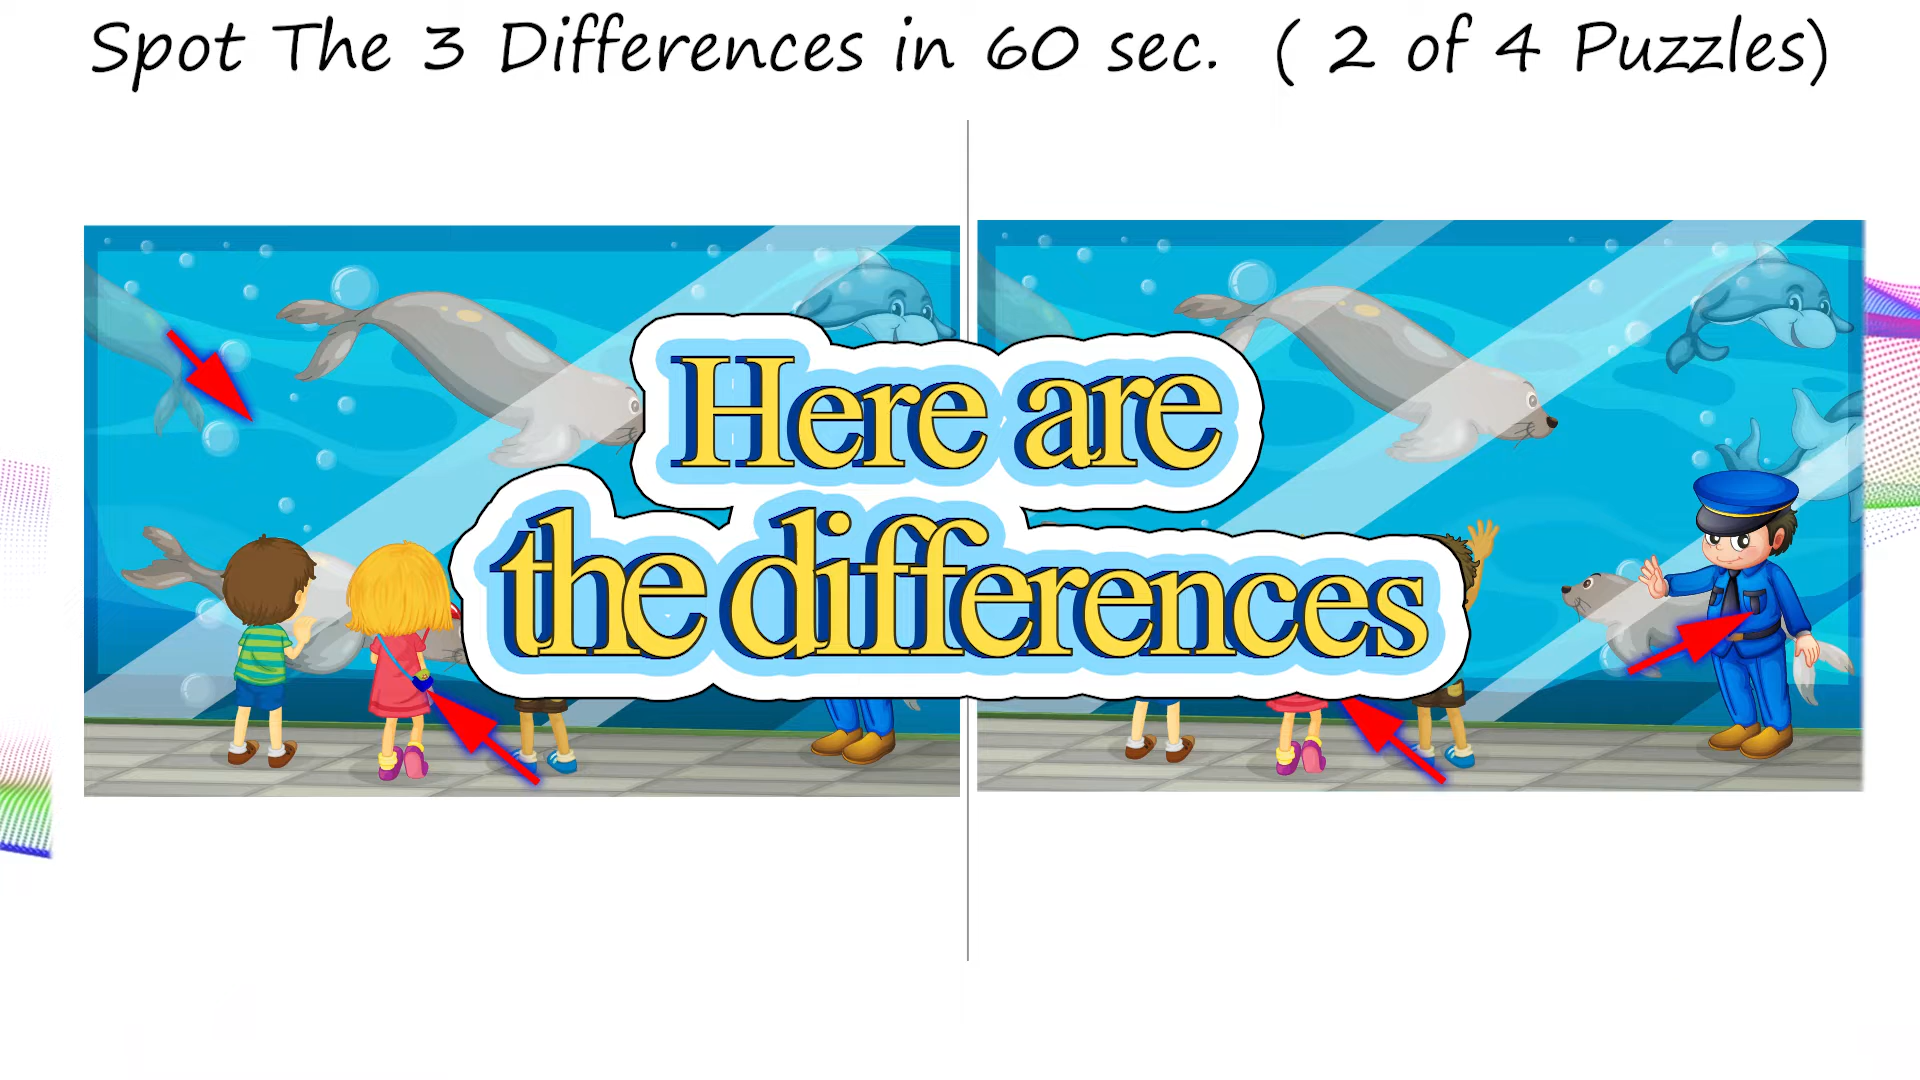 Spot The 3 Differences in 60 sec. ( 2 of 4 Puzzles)
Here are
the differences